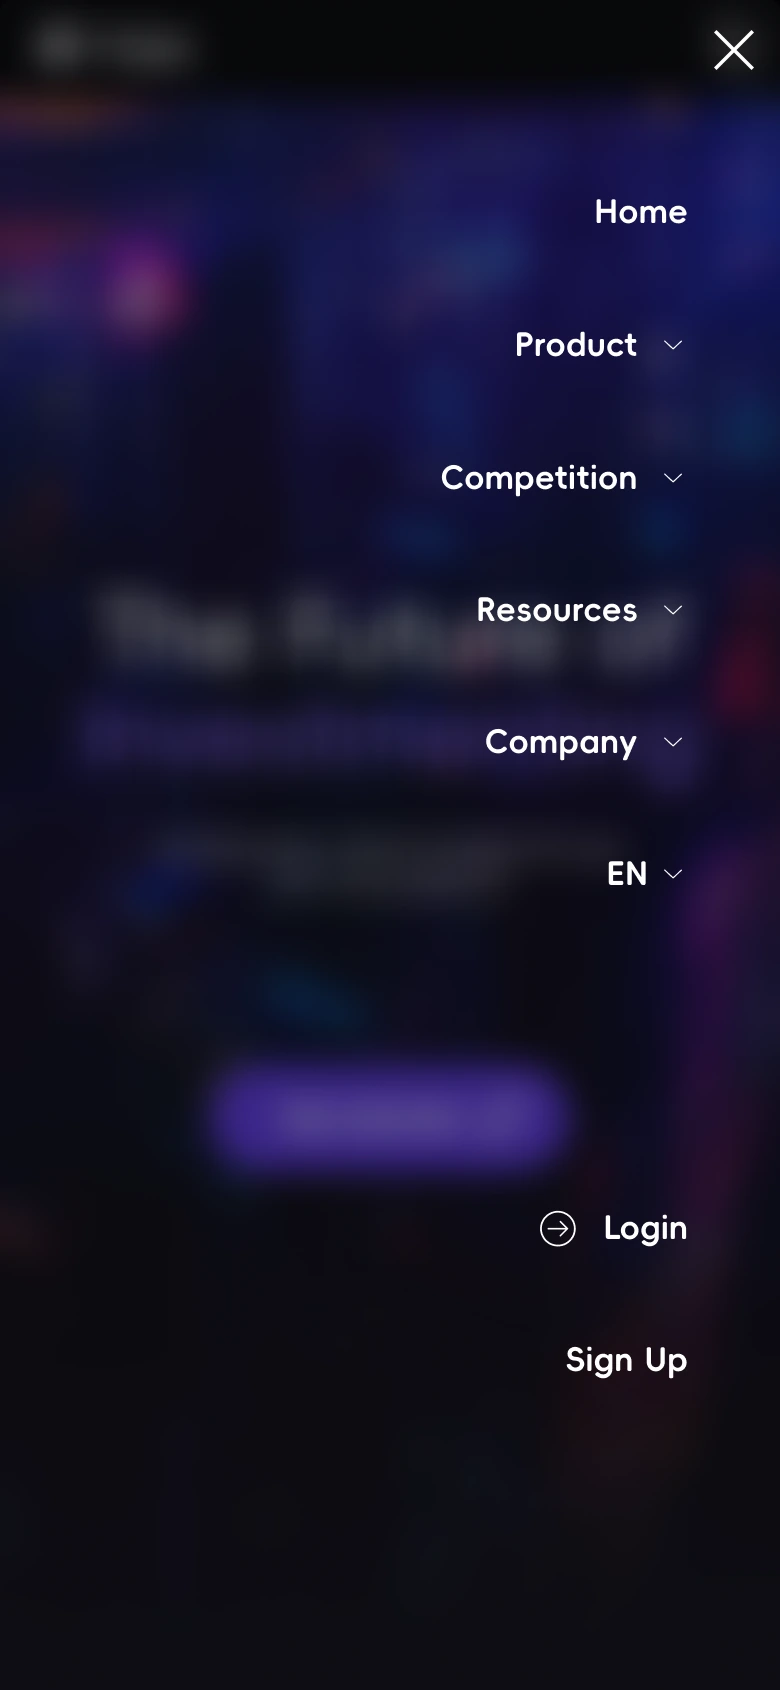 Home
Product
Competition
Resources
Company
EN
Login
Sign Up